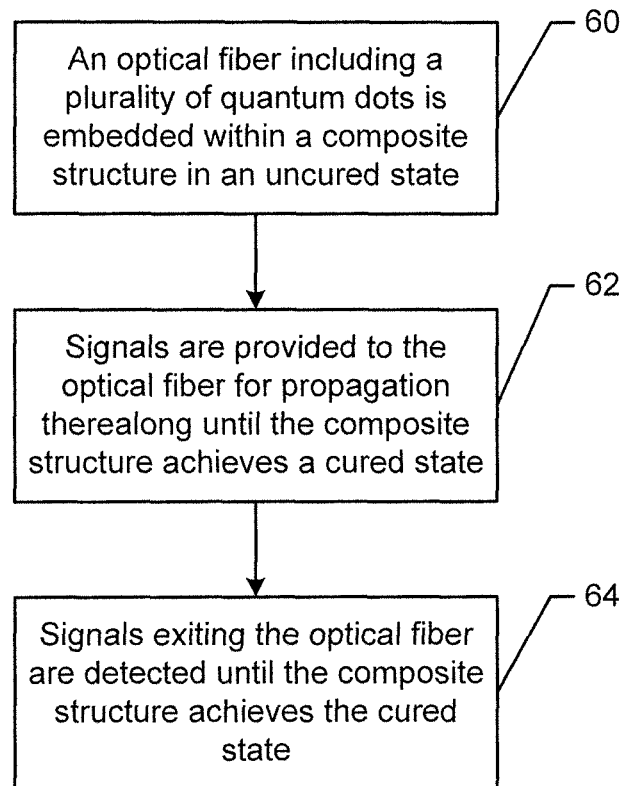 60
An optical fiber including a
plurality of quantum dots is
embedded within a composite
structure in an uncured state
62
Signals are provided to the
optical fiber for propagation
therealong until the composite
structure achieves a cured state
64
Signals exiting the optical fiber
are detected until the composite
structure achieves the cured
state